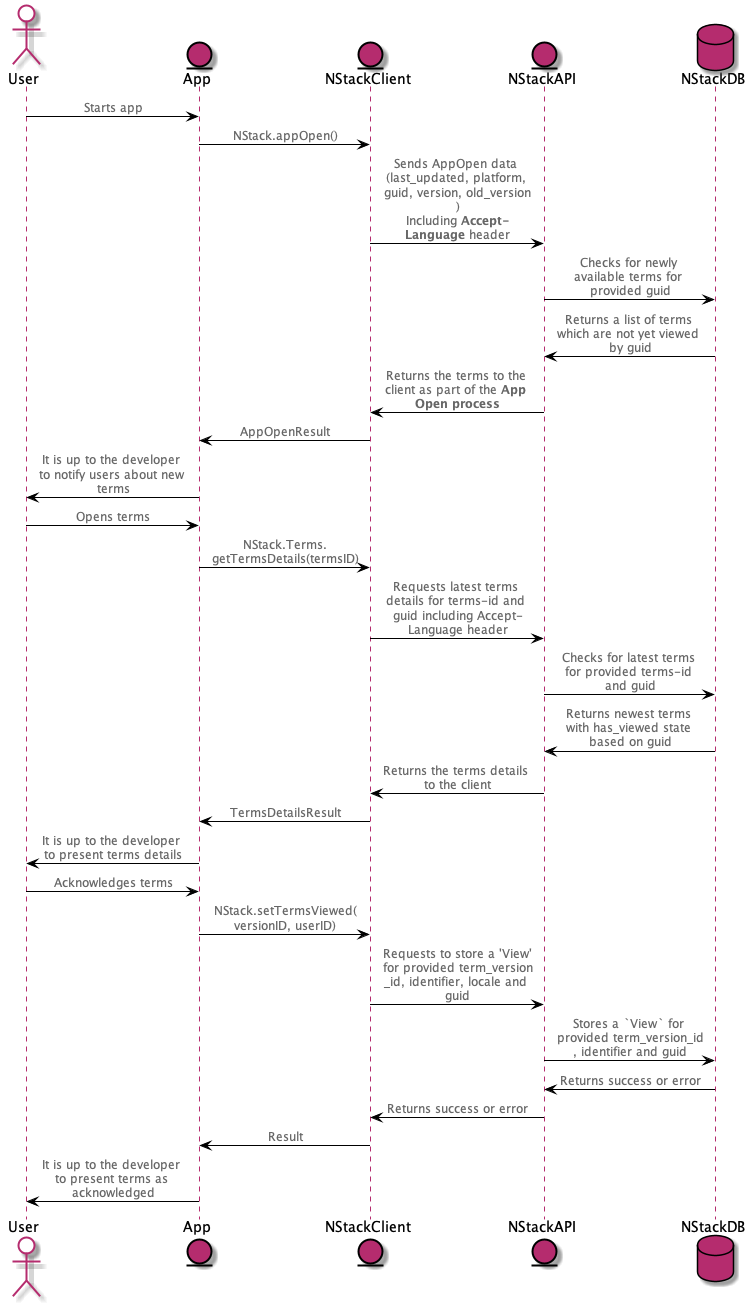 User
App
NStackClient
NStackAPI
NStackDB
Starts app
NStack.appOpen()
Sends AppOpen data
(last_updated, platform,
guid, version, old_version
)
Including Accept-
Language header
Checks for newly
available terms for
provided guid
Returns a list of terms
which are not yet viewed
by guid
Returns the terms to the
client as part of the App
Open process
AppOpenResult
It is up to the developer
to notify users about new
terms
Opens terms
NStack.Terms.
getTermsDetails(termsID)
Requests latest terms
details for terms-id and
guid including Accept-
Language header
Checks for latest terms
for provided terms-id
and guid
Returns newest terms
with has_viewed state
based on guid
Returns the terms details
to the client
TermsDetailsResult
It is up to the developer
to present terms details
Acknowledges terms
NStack.setTermsViewed(
versionID, userID)
Requests to store a 'View'
for provided term_version
_id, identifier, locale and
guid
Stores a `View` for
provided term_version_id
, identifier and guid
Returns success or error
Returns success or error
Result
It is up to the developer
to present terms as
acknowledged
User
App
NStackClient
NStackAPI
NStackDB